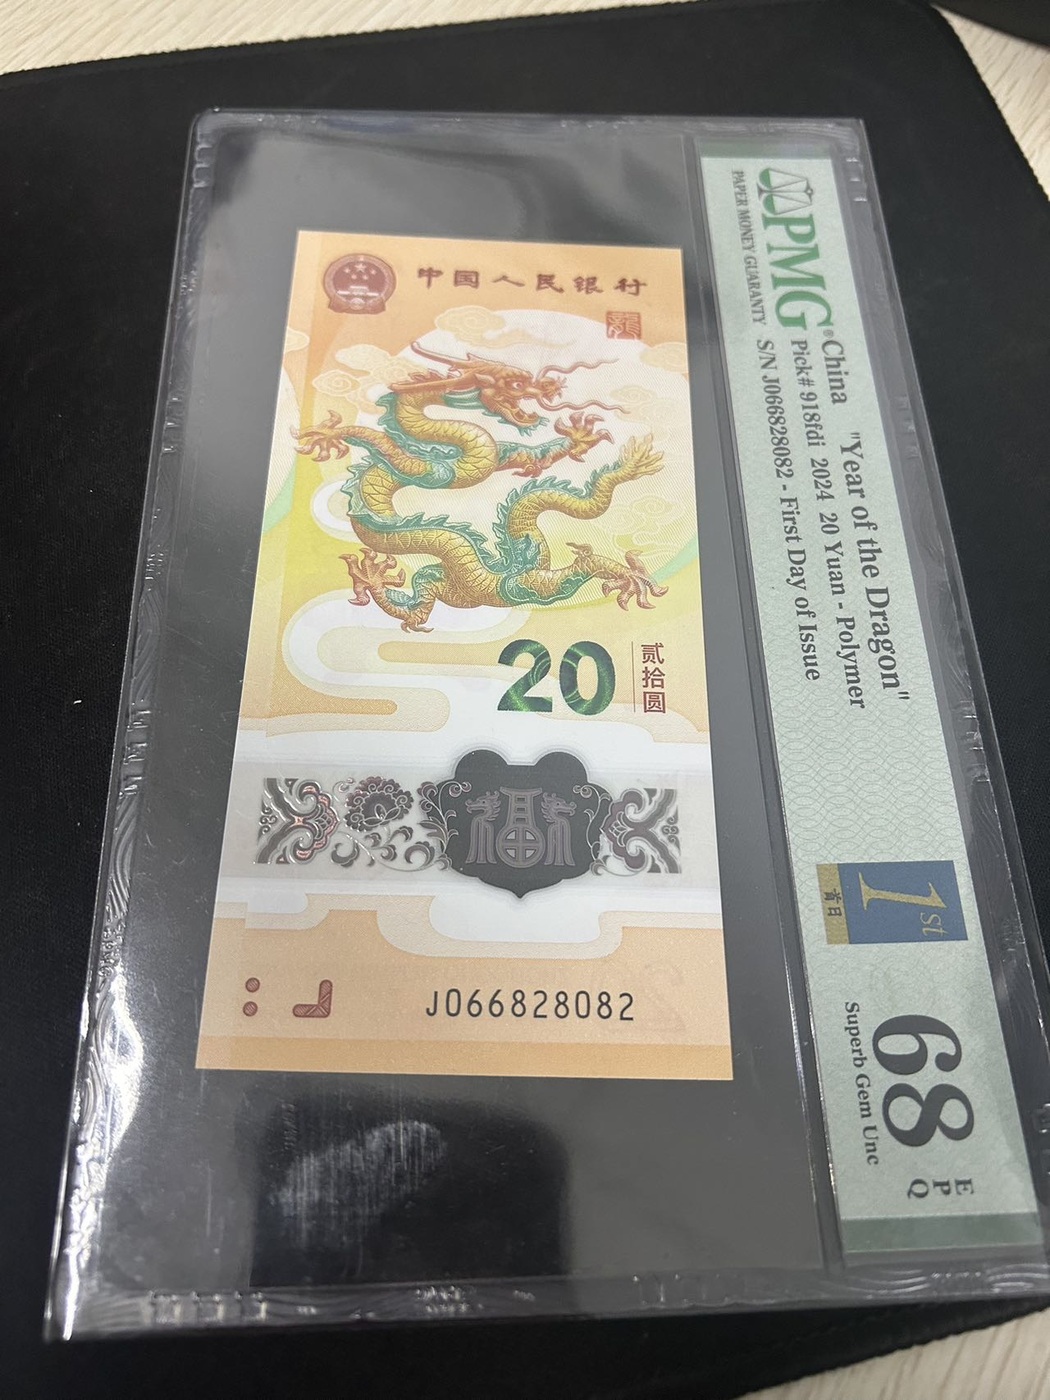 中国人民银行
龍
20
贰拾圆
福
J066828082
PMG®
PAPER MONEY GUARANTY
China "Year of the Dragon"
Pick# 918fdi 2024 20 Yuan - Polymer
S/N J066828082 - First Day of Issue
1st
首日
68
EPQ
Superb Gem Unc